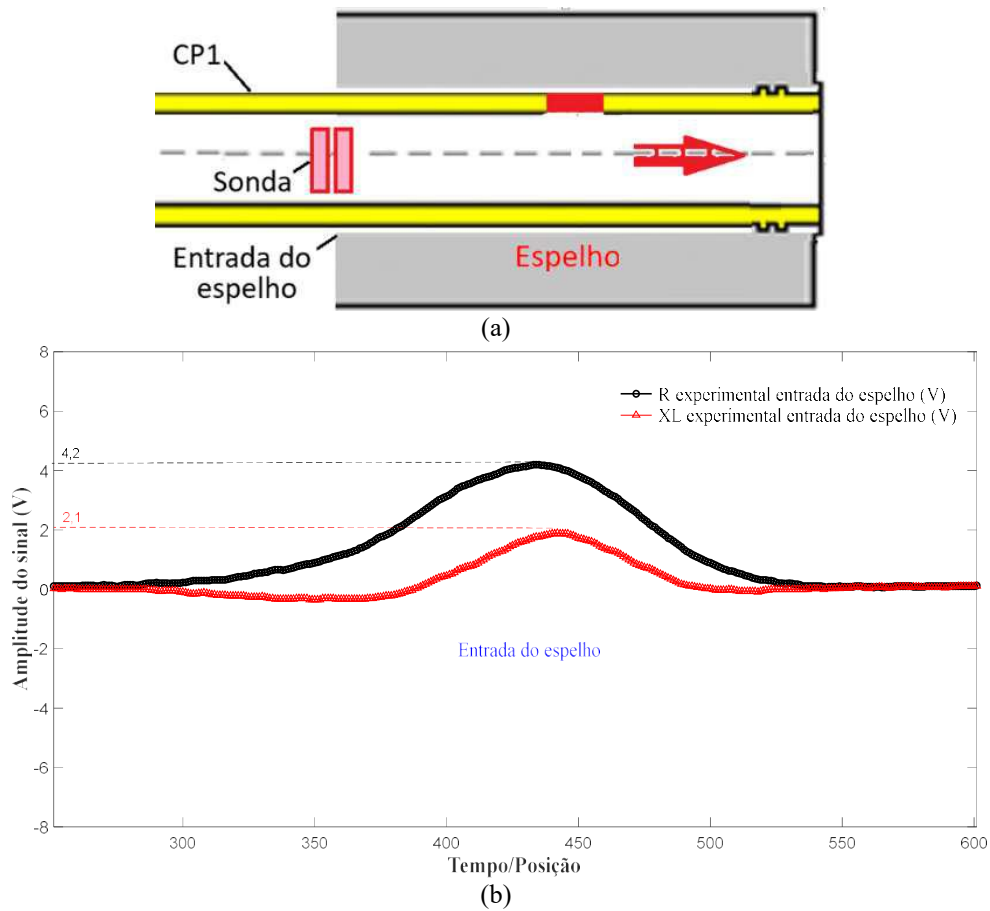 CP1
Sonda
Entrada do
espelho
Espelho
(a)
8
6
4
2
0
-2
-4
-6
-8
Amplitude do sinal (V)
4,2
2,1
R experimental entrada do espelho (V)
XL experimental entrada do espelho (V)
Entrada do espelho
300
350
400
450
500
550
600
Tempo/Posição
(b)